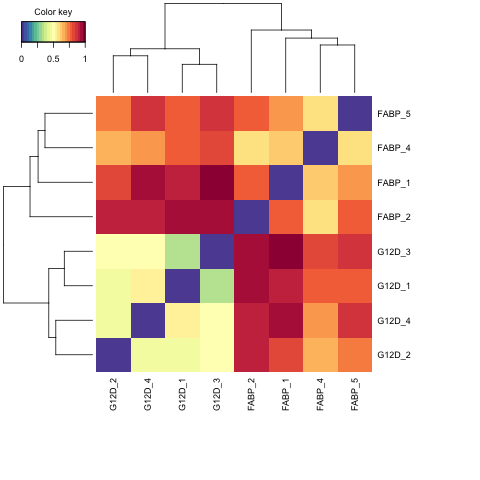 Color key
0 0.5 1
FABP_5
FABP_4
FABP_1
FABP_2
G12D_3
G12D_1
G12D_4
G12D_2
G12D_2 G12D_4 G12D_1 G12D_3 FABP_2 FABP_1 FABP_4 FABP_5